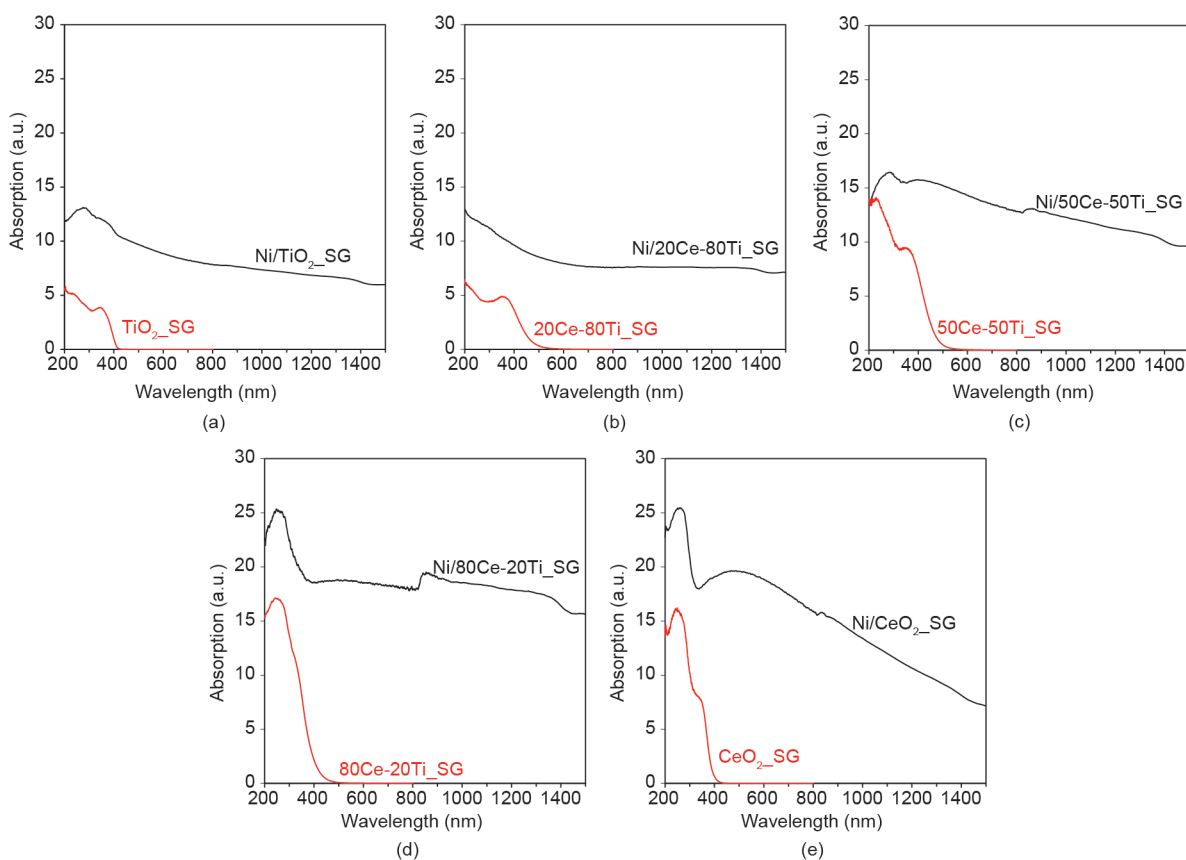 30
25
20
15
10
5
0
Absorption (a.u.)
Ni/TiO₂_SG
TiO₂_SG
200 400 600 800 1000 1200 1400
Wavelength (nm)
(a)
30
25
20
15
10
5
0
Absorption (a.u.)
Ni/20Ce-80Ti_SG
20Ce-80Ti_SG
200 400 600 800 1000 1200 1400
Wavelength (nm)
(b)
30
25
20
15
10
5
0
Absorption (a.u.)
Ni/50Ce-50Ti_SG
50Ce-50Ti_SG
200 400 600 800 1000 1200 1400
Wavelength (nm)
(c)
30
25
20
15
10
5
0
Absorption (a.u.)
Ni/80Ce-20Ti_SG
80Ce-20Ti_SG
200 400 600 800 1000 1200 1400
Wavelength (nm)
(d)
30
25
20
15
10
5
0
Absorption (a.u.)
Ni/CeO₂_SG
CeO₂_SG
200 400 600 800 1000 1200 1400
Wavelength (nm)
(e)